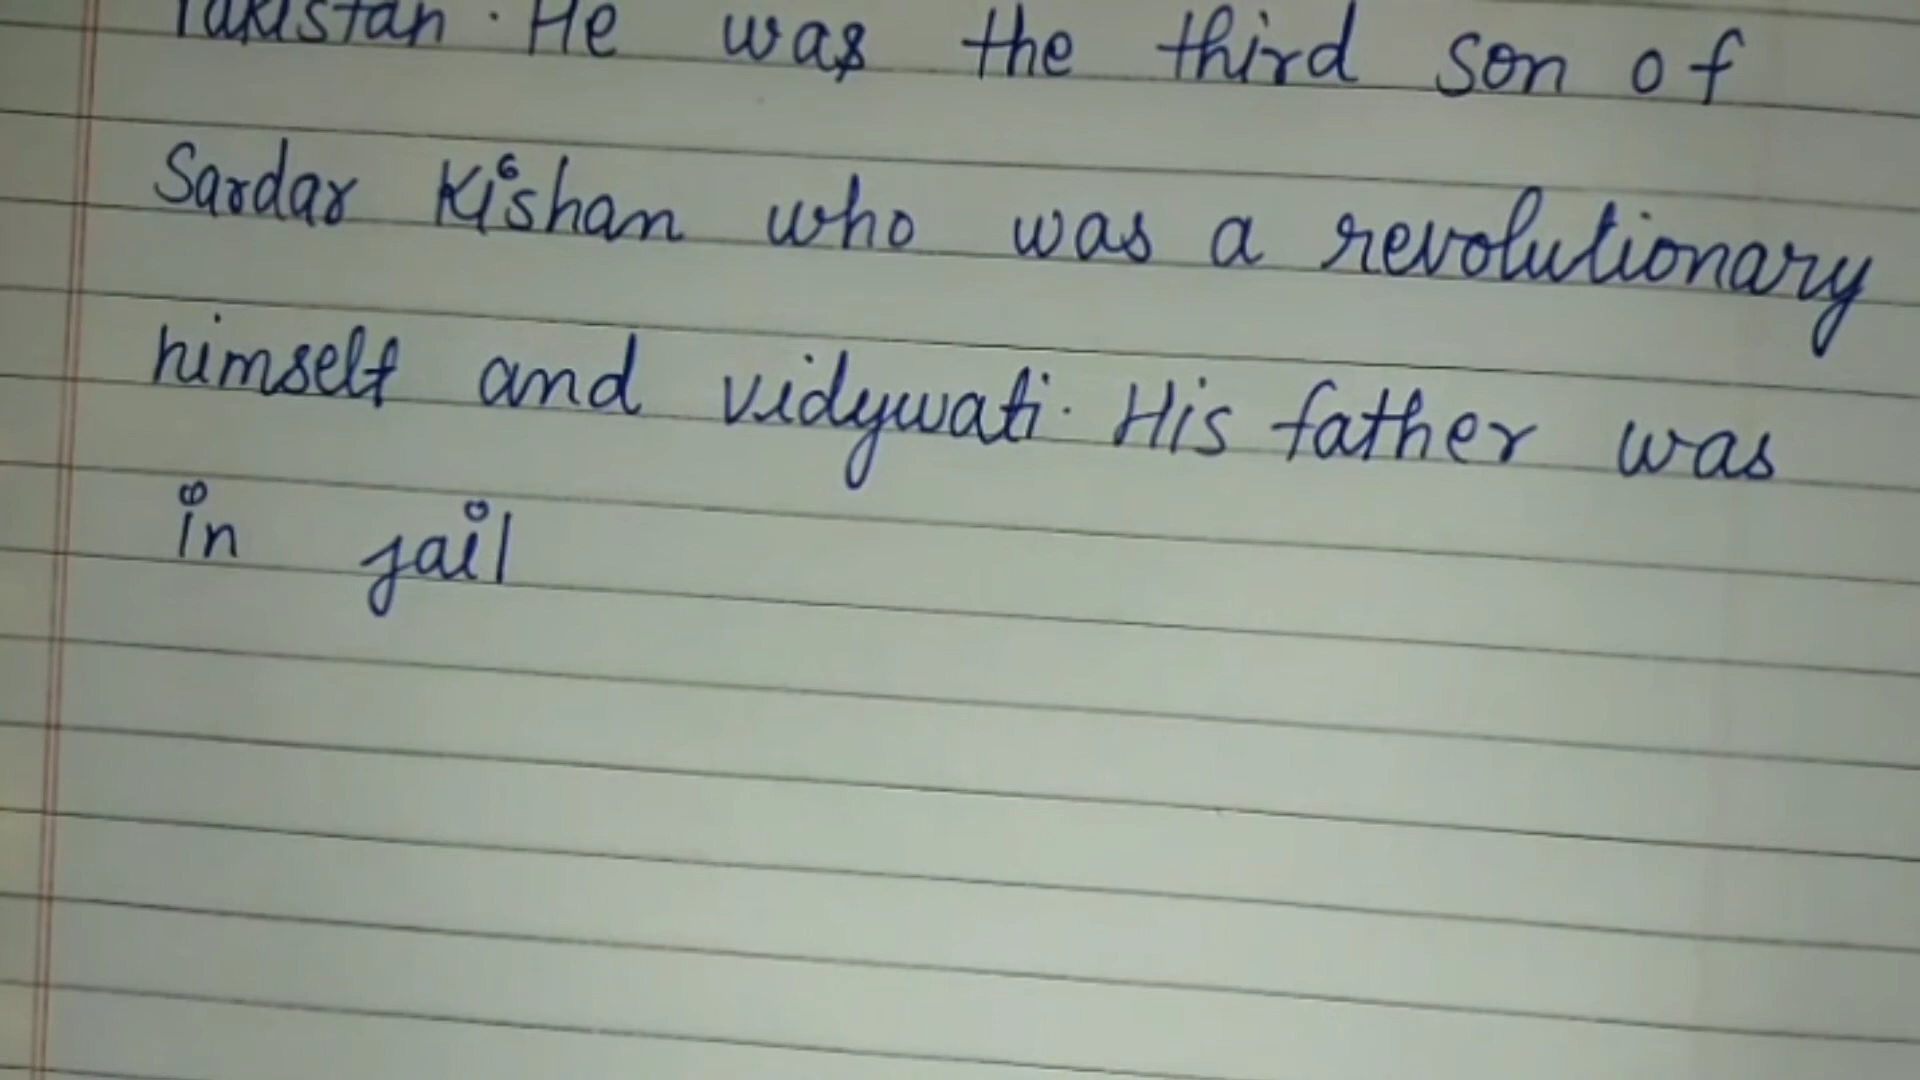 Pakistan. He was the third son of
Sardar Kishan who was a revolutionary
himself and vidywati. His father was
in jail